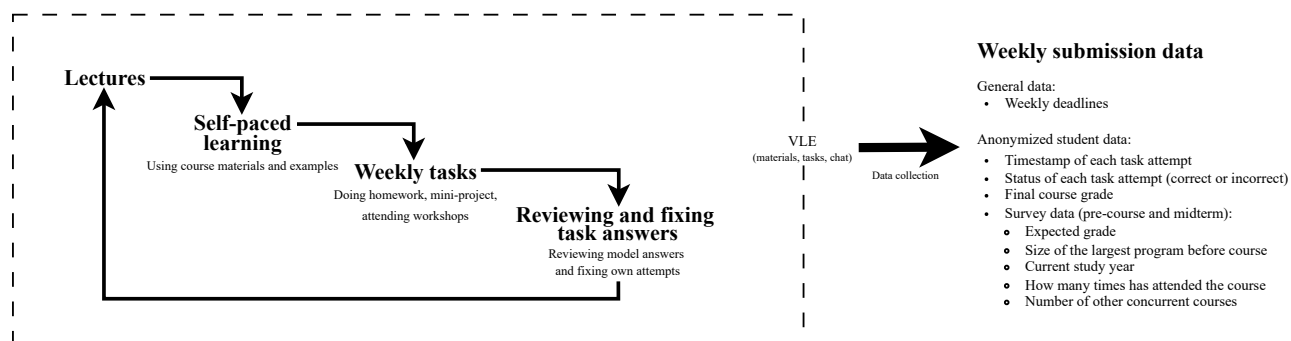 Lectures
Self-paced
learning
Using course materials and examples
Weekly tasks
Doing homework, mini-project,
attending workshops
Reviewing and fixing
task answers
Reviewing model answers
and fixing own attempts
VLE
(materials, tasks, chat)
Data collection
Weekly submission data
General data:
• Weekly deadlines
Anonymized student data:
• Timestamp of each task attempt
• Status of each task attempt (correct or incorrect)
• Final course grade
• Survey data (pre-course and midterm):
Expected grade
Size of the largest program before course
Current study year
How many times has attended the course
Number of other concurrent courses